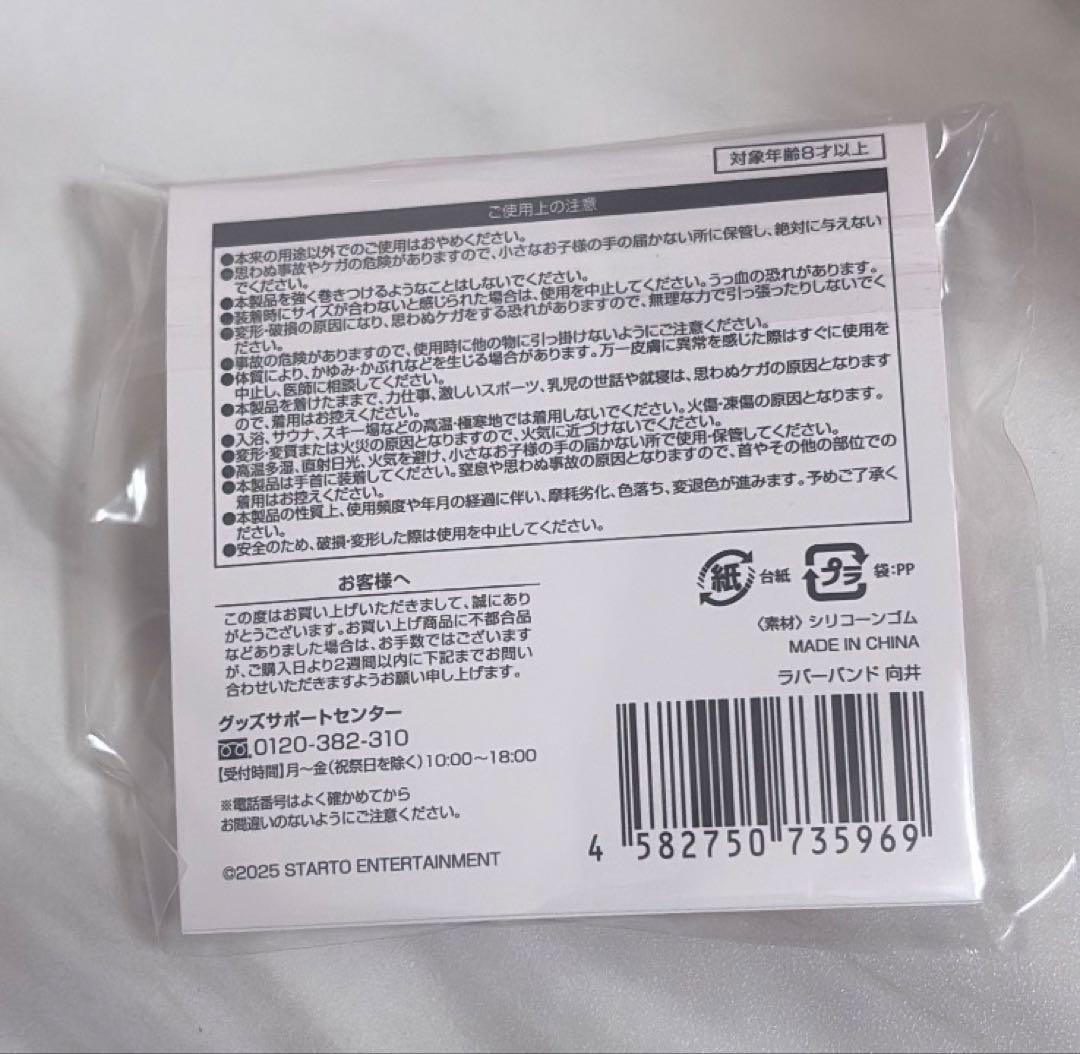 対象年齢8才以上
ご使用上の注意
●本来の用途以外でのご使用はおやめください。
●思わぬ事故やケガの危険がありますので、小さなお子様の手の届かない所に保管し、絶対に与えない
でください。
●本製品を強く巻きつけるようなことはしないでください。
●装着時にサイズが合わないと感じられた場合は、使用を中止してください。うっ血の恐れがあります。
●変形・破損の原因になり、思わぬケガをする恐れがありますので、無理な力で引っ張ったりしないでく
ださい。
●事故の危険がありますので、使用時に他の物に引っ掛けないようにご注意ください。
●体質により、かゆみ・かぶれなどを生じる場合があります。万一皮膚に異常を感じた際はすぐに使用を
中止し、医師に相談してください。
●本製品を着けたままで、力仕事、激しいスポーツ、乳児の世話や就寝は、思わぬケガの原因となります
ので、着用はお控えください。
●入浴、サウナ、スキー場などの高温・極寒地では着用しないでください。火傷・凍傷の原因となります。
●変形・変質または火災の原因となりますので、火気に近づけないでください。
●高温多湿、直射日光、火気を避け、小さなお子様の手の届かない所で使用・保管してください。
●本製品は手首に装着してください。窒息や思わぬ事故の原因となりますので、首やその他の部位での
着用はお控えください。
●本製品の性質上、使用頻度や年月の経過に伴い、摩耗劣化、色落ち、変退色が進みます。予めご了承く
ださい。
●安全のため、破損・変形した際は使用を中止してください。
お客様へ
この度はお買い上げいただきまして、誠にあり
がとうございます。お買い上げ商品に不都合品
などありました場合は、お手数ではございます
が、ご購入日より2週間以内に下記までお問い
合わせいただきますようお願い申し上げます。
グッズサポートセンター
0120-382-310
【受付時間】月〜金(祝祭日を除く)10:00〜18:00
※電話番号はよく確かめてから
お間違いのないようにご注意ください。
©2025 STARTO ENTERTAINMENT
紙 台紙 プラ 袋:PP
〈素材〉シリコーンゴム
MADE IN CHINA
ラバーバンド 向井
4 582750 735969